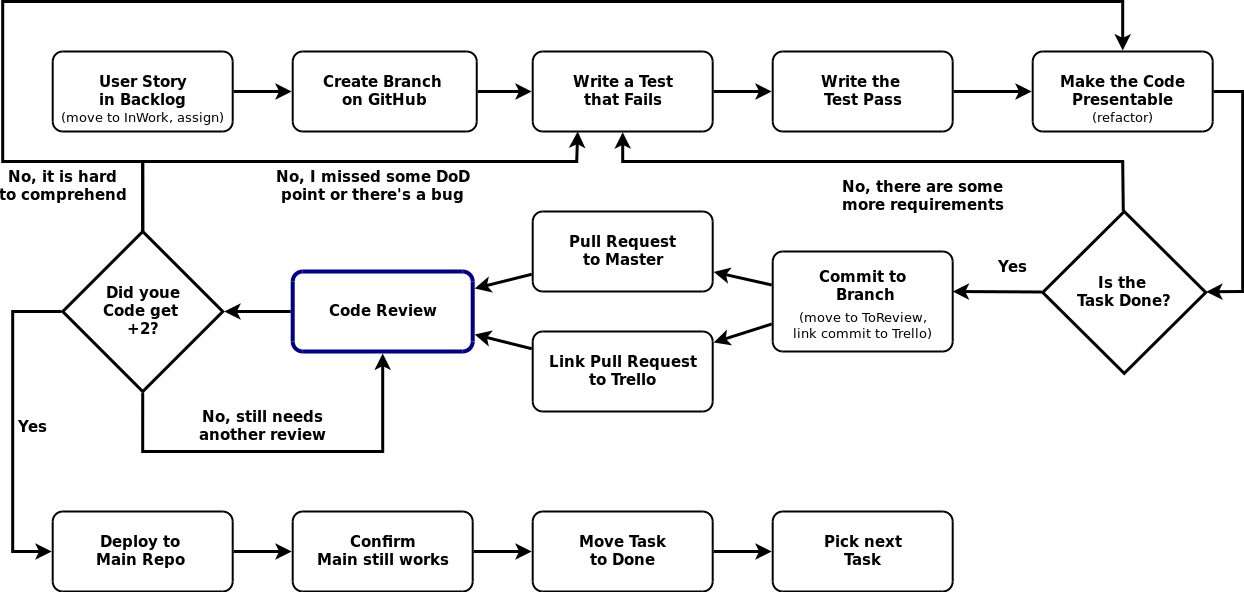 User Story
in Backlog
(move to InWork, assign)
Create Branch
on GitHub
Write a Test
that Fails
Write the
Test Pass
Make the Code
Presentable
(refactor)
No, it is hard
to comprehend
No, I missed some DoD
point or there's a bug
No, there are some
more requirements
Did youe
Code get
+2?
Code Review
Pull Request
to Master
Link Pull Request
to Trello
Commit to
Branch
(move to ToReview,
link commit to Trello)
Yes
Is the
Task Done?
No, still needs
another review
Yes
Deploy to
Main Repo
Confirm
Main still works
Move Task
to Done
Pick next
Task